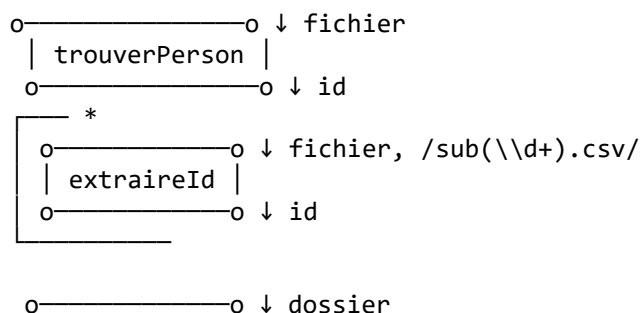 ↓ fichier
trouverPerson
↓ id
*
↓ fichier, /sub(\\d+).csv/
extraireId
↓ id
↓ dossier